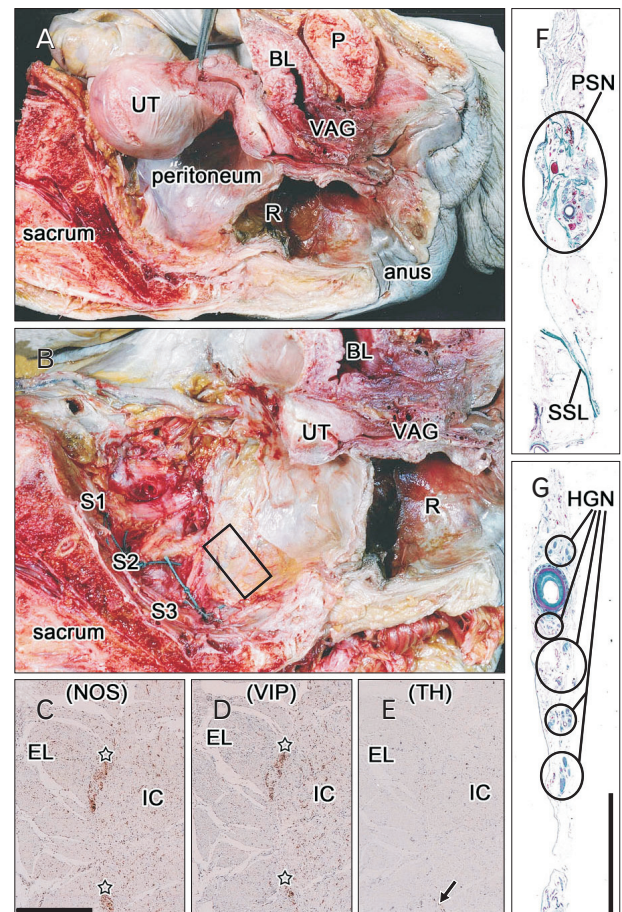 A
P
BL
UT
VAG
peritoneum
R
sacrum
anus
B
BL
UT
VAG
S1
R
S2
S3
sacrum
(NOS)
C
EL
IC
(VIP)
D
EL
IC
(TH)
E
EL
IC
F
PSN
SSL
G
HGN